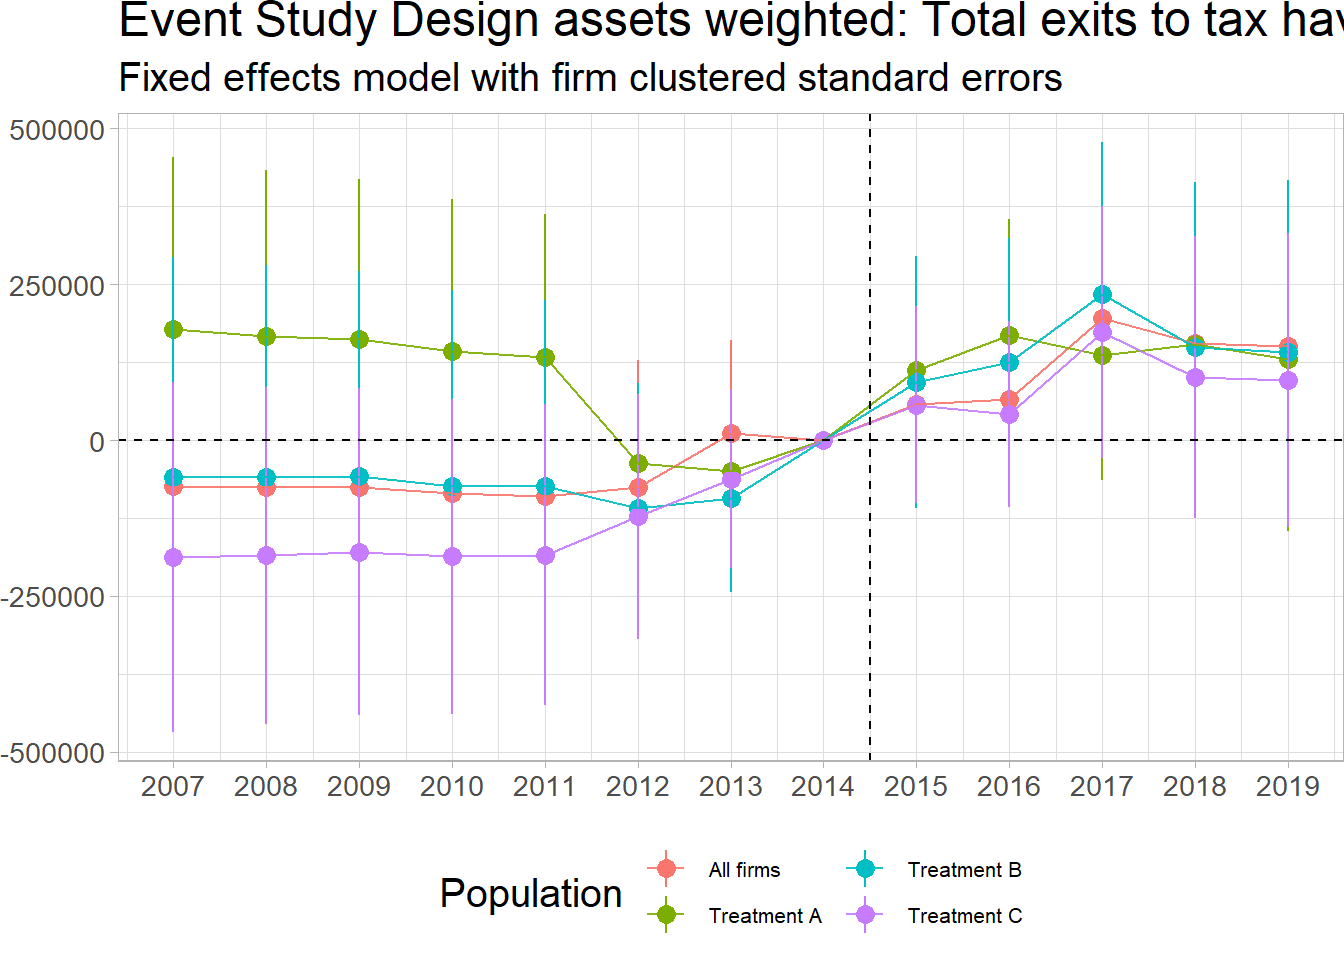 Event Study Design assets weighted: Total exits to tax hav
Fixed effects model with firm clustered standard errors
500000
250000
0
-250000
-500000
2007 2008 2009 2010 2011 2012 2013 2014 2015 2016 2017 2018 2019
Population
All firms
Treatment A
Treatment B
Treatment C